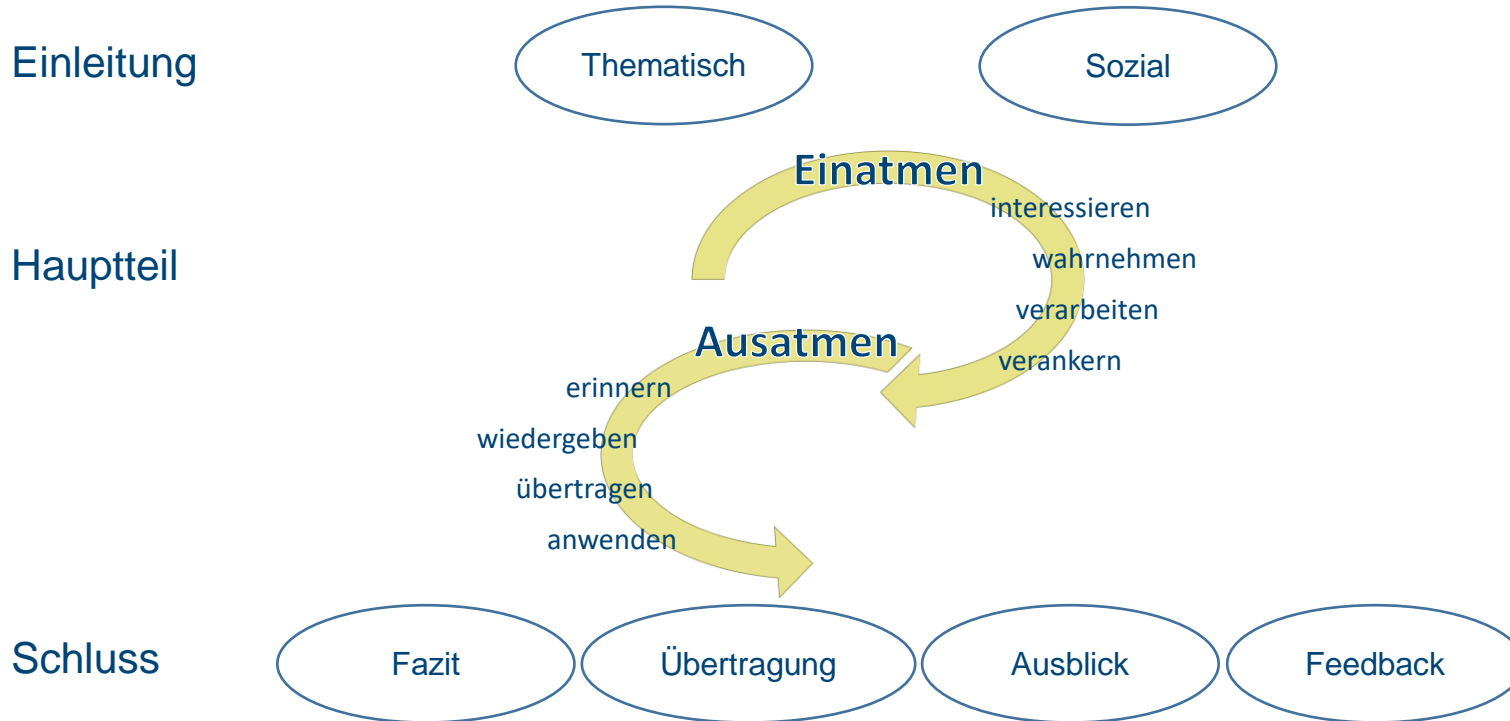 Einleitung
Thematisch
Sozial
Einatmen
interessieren
Hauptteil
wahrnehmen
verarbeiten
Ausatmen
verankern
erinnern
wiedergeben
übertragen
anwenden
Schluss
Fazit
Übertragung
Ausblick
Feedback